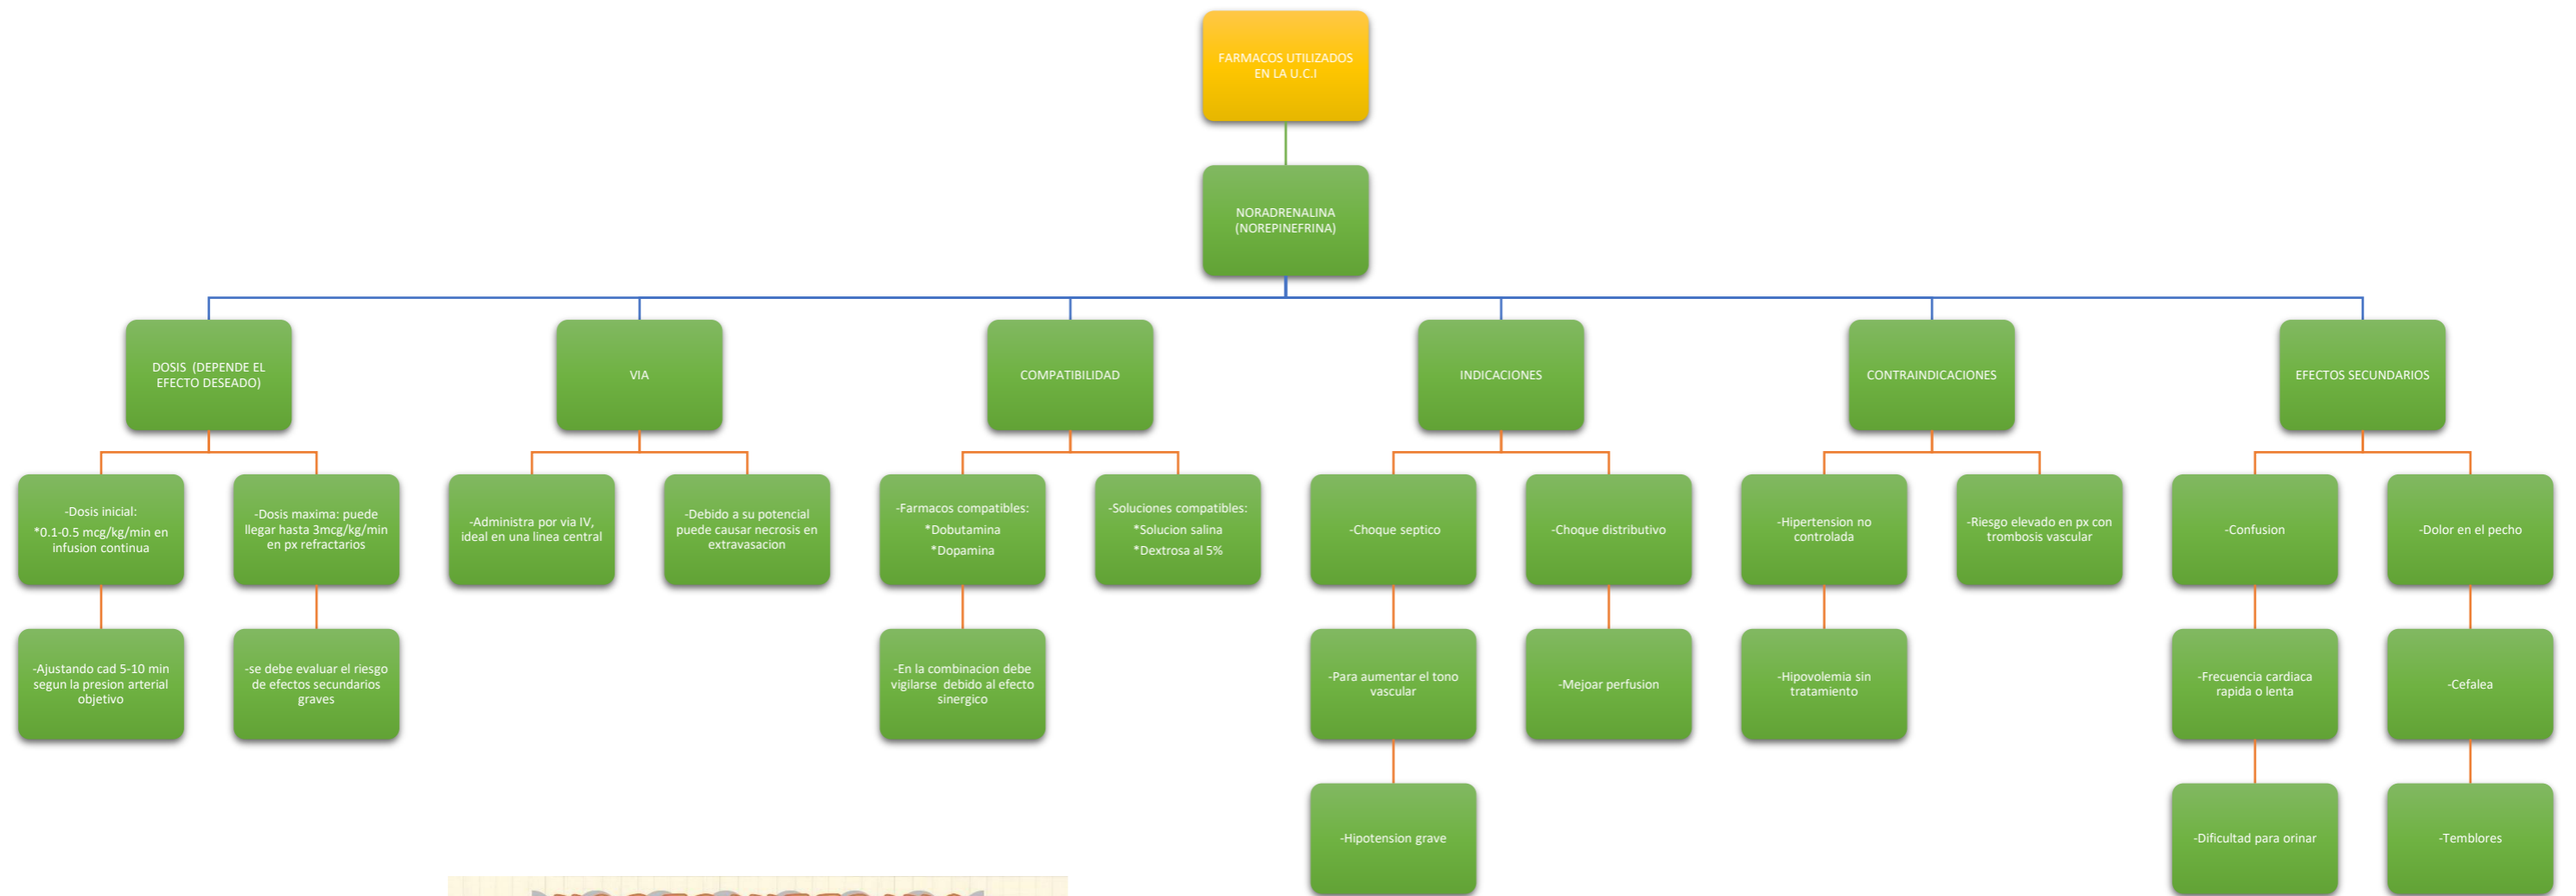 FARMACOS UTILIZADOS
EN LA U.C.I
NORADRENALINA
(NOREPINEFRINA)
DOSIS (DEPENDE EL
EFECTO DESEADO)
VIA
COMPATIBILIDAD
INDICACIONES
CONTRAINDICACIONES
EFECTOS SECUNDARIOS
-Dosis inicial:
*0.1-0.5 mcg/kg/min en
infusion continua
-Dosis maxima: puede
llegar hasta 3mcg/kg/min
en px refractarios
-Administra por via IV,
ideal en una linea central
-Debido a su potencial
puede causar necrosis en
extravasacion
-Farmacos compatibles:
*Dobutamina
*Dopamina
-Soluciones compatibles:
*Solucion salina
*Dextrosa al 5%
-Choque septico
-Choque distributivo
-Hipertension no
controlada
-Riesgo elevado en px con
trombosis vascular
-Confusion
-Dolor en el pecho
-Ajustando cad 5-10 min
segun la presion arterial
objetivo
-se debe evaluar el riesgo
de efectos secundarios
graves
-En la combinacion debe
vigilarse debido al efecto
sinergico
-Para aumentar el tono
vascular
-Mejoar perfusion
-Hipovolemia sin
tratamiento
-Frecuencia cardiaca
rapida o lenta
-Cefalea
-Hipotension grave
-Dificultad para orinar
-Temblores